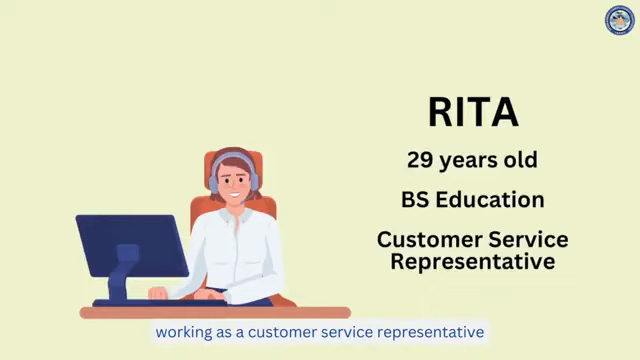 RITA
29 years old
BS Education
Customer Service
Representative
working as a customer service representative